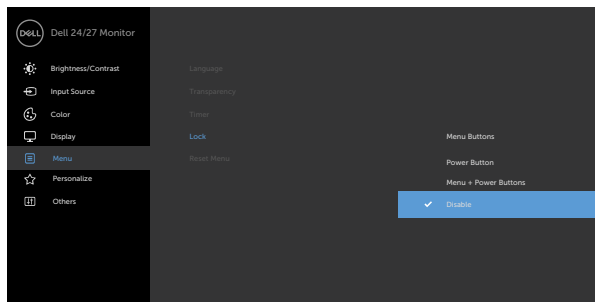 DELL
Dell 24/27 Monitor
Brightness/Contrast
Input Source
Color
Display
Menu
Personalize
Others
Language
Transparency
Timer
Lock
Reset Menu
Menu Buttons
Power Button
Menu + Power Buttons
Disable